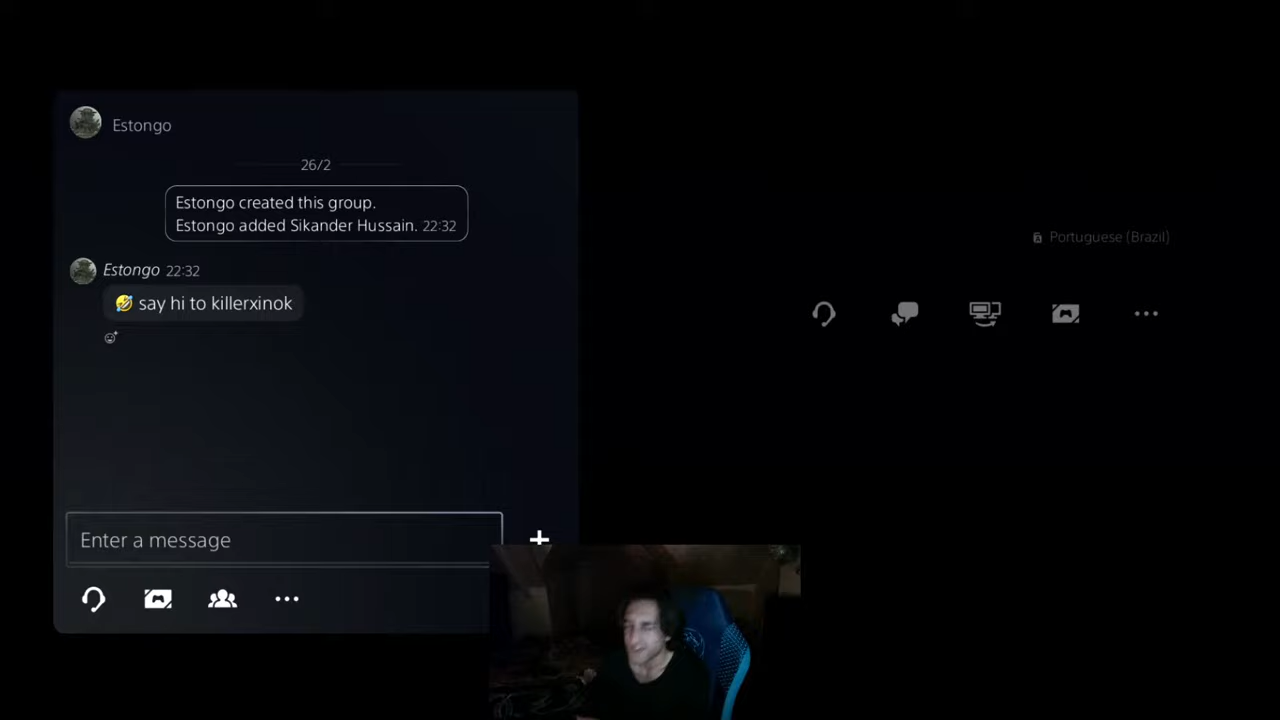 Estongo
26/2
Estongo created this group.
Estongo added Sikander Hussain. 22:32
Estongo 22:32
🤣 say hi to killerxinok
Enter a message
Portuguese (Brazil)